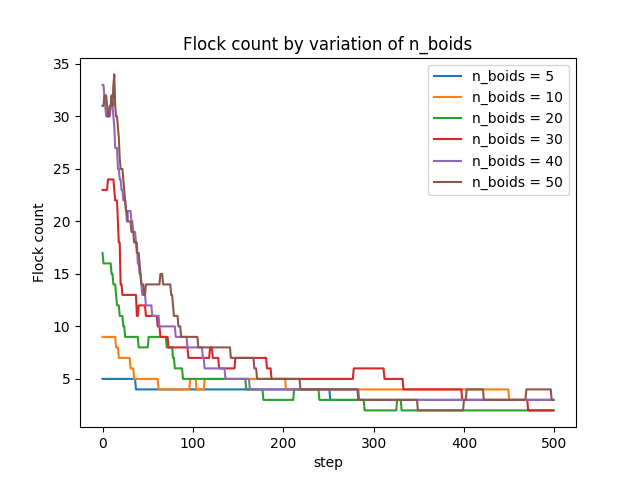 Flock count by variation of n_boids
35
30
25
20
15
10
5
Flock count
n_boids = 5
n_boids = 10
n_boids = 20
n_boids = 30
n_boids = 40
n_boids = 50
0 100 200 300 400 500
step